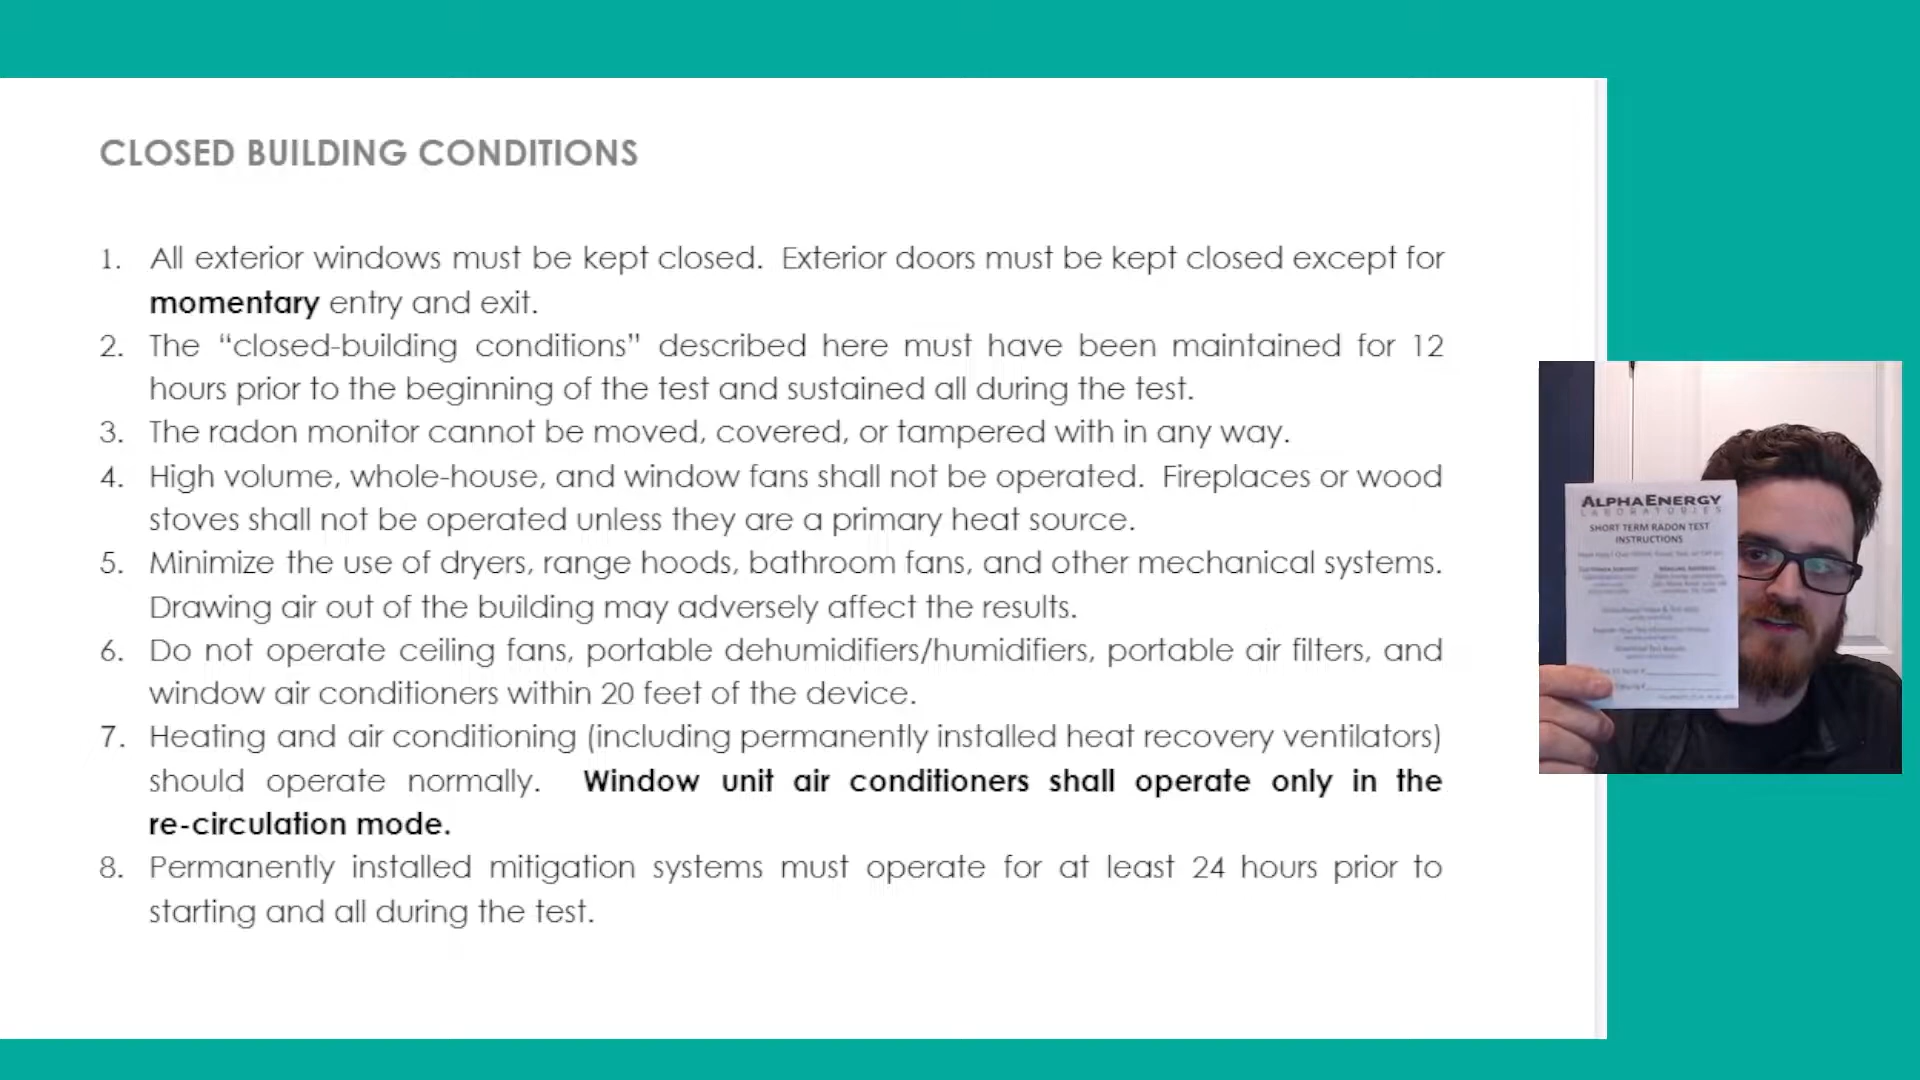 CLOSED BUILDING CONDITIONS
1. All exterior windows must be kept closed. Exterior doors must be kept closed except for
momentary entry and exit.
2. The “closed-building conditions” described here must have been maintained for 12
hours prior to the beginning of the test and sustained all during the test.
3. The radon monitor cannot be moved, covered, or tampered with in any way.
4. High volume, whole-house, and window fans shall not be operated. Fireplaces or wood
stoves shall not be operated unless they are a primary heat source.
5. Minimize the use of dryers, range hoods, bathroom fans, and other mechanical systems.
Drawing air out of the building may adversely affect the results.
6. Do not operate ceiling fans, portable dehumidifiers/humidifiers, portable air filters, and
window air conditioners within 20 feet of the device.
7. Heating and air conditioning (including permanently installed heat recovery ventilators)
should operate normally. Window unit air conditioners shall operate only in the
re-circulation mode.
8. Permanently installed mitigation systems must operate for at least 24 hours prior to
starting and all during the test.
ALPHAENERGY
LABORATORIES
SHORT TERM RADON TEST
INSTRUCTIONS